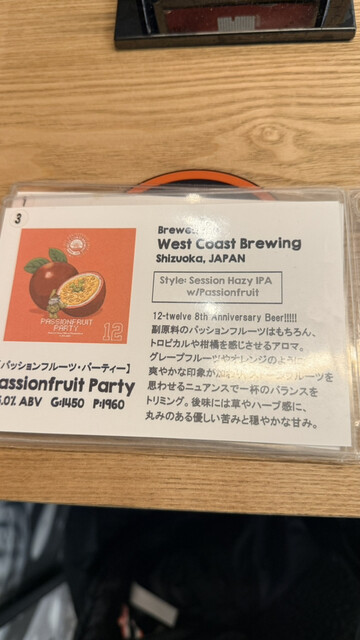 3
Brewe
West Coast Brewing
Shizuoka, JAPAN
Style: Session Hazy IPA
w/Passionfruit
PASSIONFRUIT
PARTY
12
12-twelve 8th Anniversary Beer!!!!!
副原料のパッションフルーツはもちろん、
トロピカルや柑橘を感じさせるアロマ。
グレープフルーツやオレンジのように
爽やかな印象が
フルーツを
思わせるニュアンスで一杯のバランスを
トリミング。後味には草やハーブ感に、
丸みのある優しい苦みと穏やかな甘み。
パッションフルーツ・パーティー】
assionfruit Party
.0% ABV G:1450 P:1960